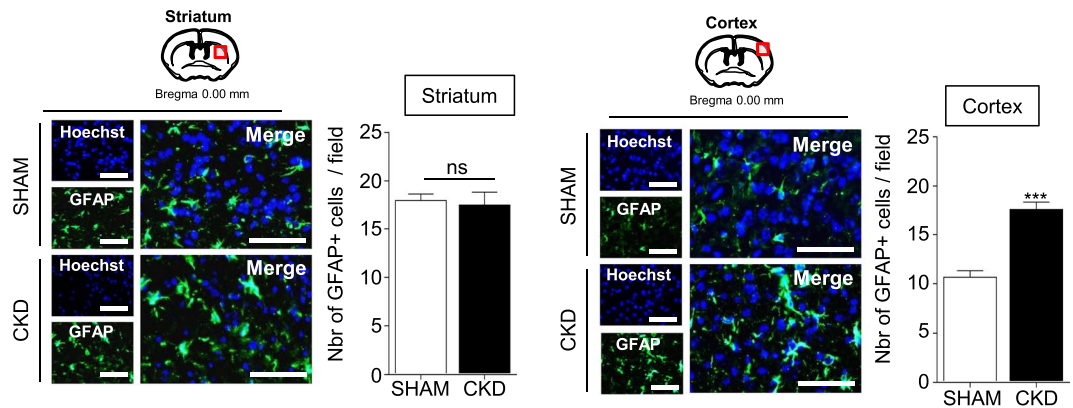 Striatum
Bregma 0.00 mm
SHAM
Hoechst
GFAP
Merge
CKD
Hoechst
GFAP
Merge
Striatum
Nbr of GFAP+ cells / field
25
20
15
10
5
0
ns
SHAM
CKD
Cortex
Bregma 0.00 mm
SHAM
Hoechst
GFAP
Merge
CKD
Hoechst
GFAP
Merge
Cortex
Nbr of GFAP+ cells / field
25
20
15
10
5
0
***
SHAM
CKD